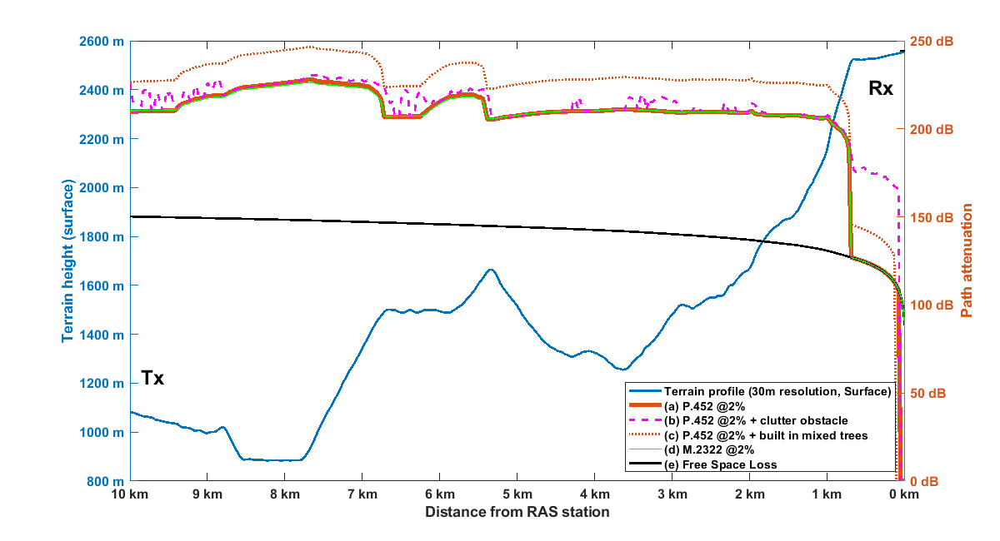 2600 m
2400 m
2200 m
2000 m
1800 m
1600 m
1400 m
1200 m
1000 m
800 m
Terrain height (surface)
250 dB
200 dB
150 dB
100 dB
50 dB
0 dB
Path attenuation
Rx
Tx
Terrain profile (30m resolution, Surface)
(a) P.452 @2%
(b) P.452 @2% + clutter obstacle
(c) P.452 @2% + built in mixed trees
(d) M.2322 @2%
(e) Free Space Loss
10 km 9 km 8 km 7 km 6 km 5 km 4 km 3 km 2 km 1 km 0 km
Distance from RAS station